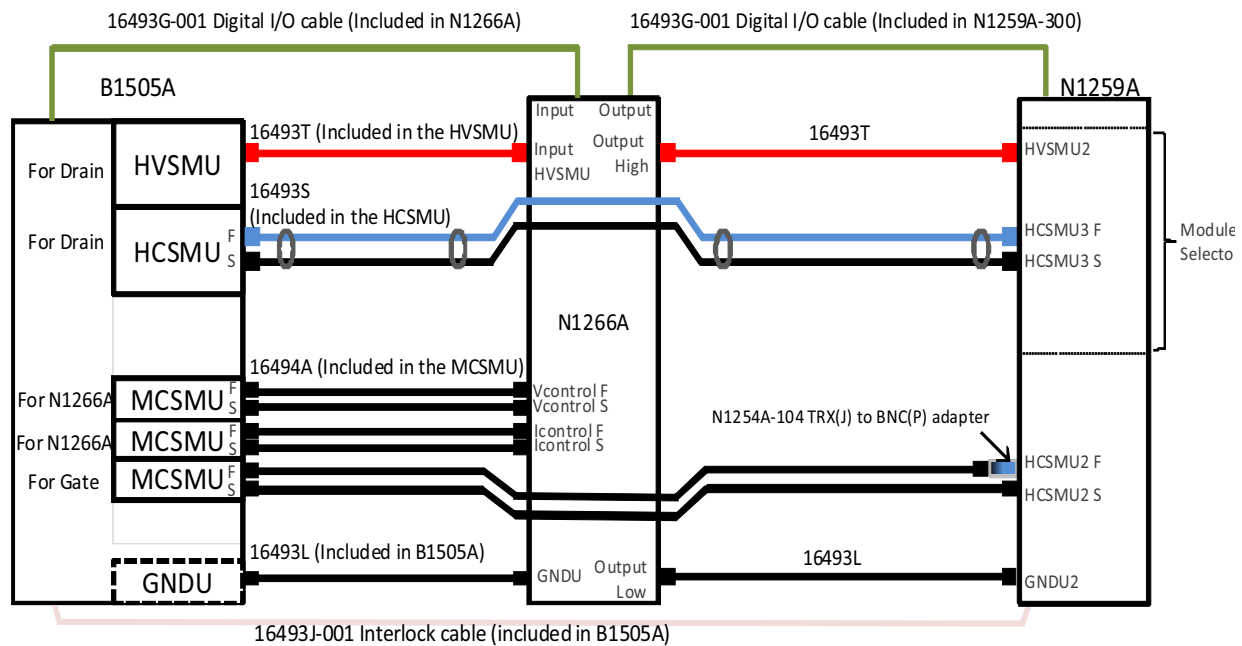 16493G-001 Digital I/O cable (Included in N1266A)
16493G-001 Digital I/O cable (Included in N1259A-300)
B1505A
N1259A
Input
Output
16493T (Included in the HVSMU)
16493T
For Drain
HVSMU
Input
HVSMU
Output
High
HVSMU2
16493S
(Included in the HCSMU)
For Drain
HCSMU
F
S
HCSMU3 F
HCSMU3 S
Module
Selecto
N1266A
16494A (Included in the MCSMU)
For N1266A
MCSMU
F
S
Vcontrol F
Vcontrol S
For N1266A
MCSMU
F
S
Icontrol F
Icontrol S
N1254A-104 TRX(J) to BNC(P) adapter
For Gate
MCSMU
F
S
HCSMU2 F
HCSMU2 S
16493L (Included in B1505A)
16493L
GNDU
GNDU
Output
Low
GNDU2
16493J-001 Interlock cable (included in B1505A)